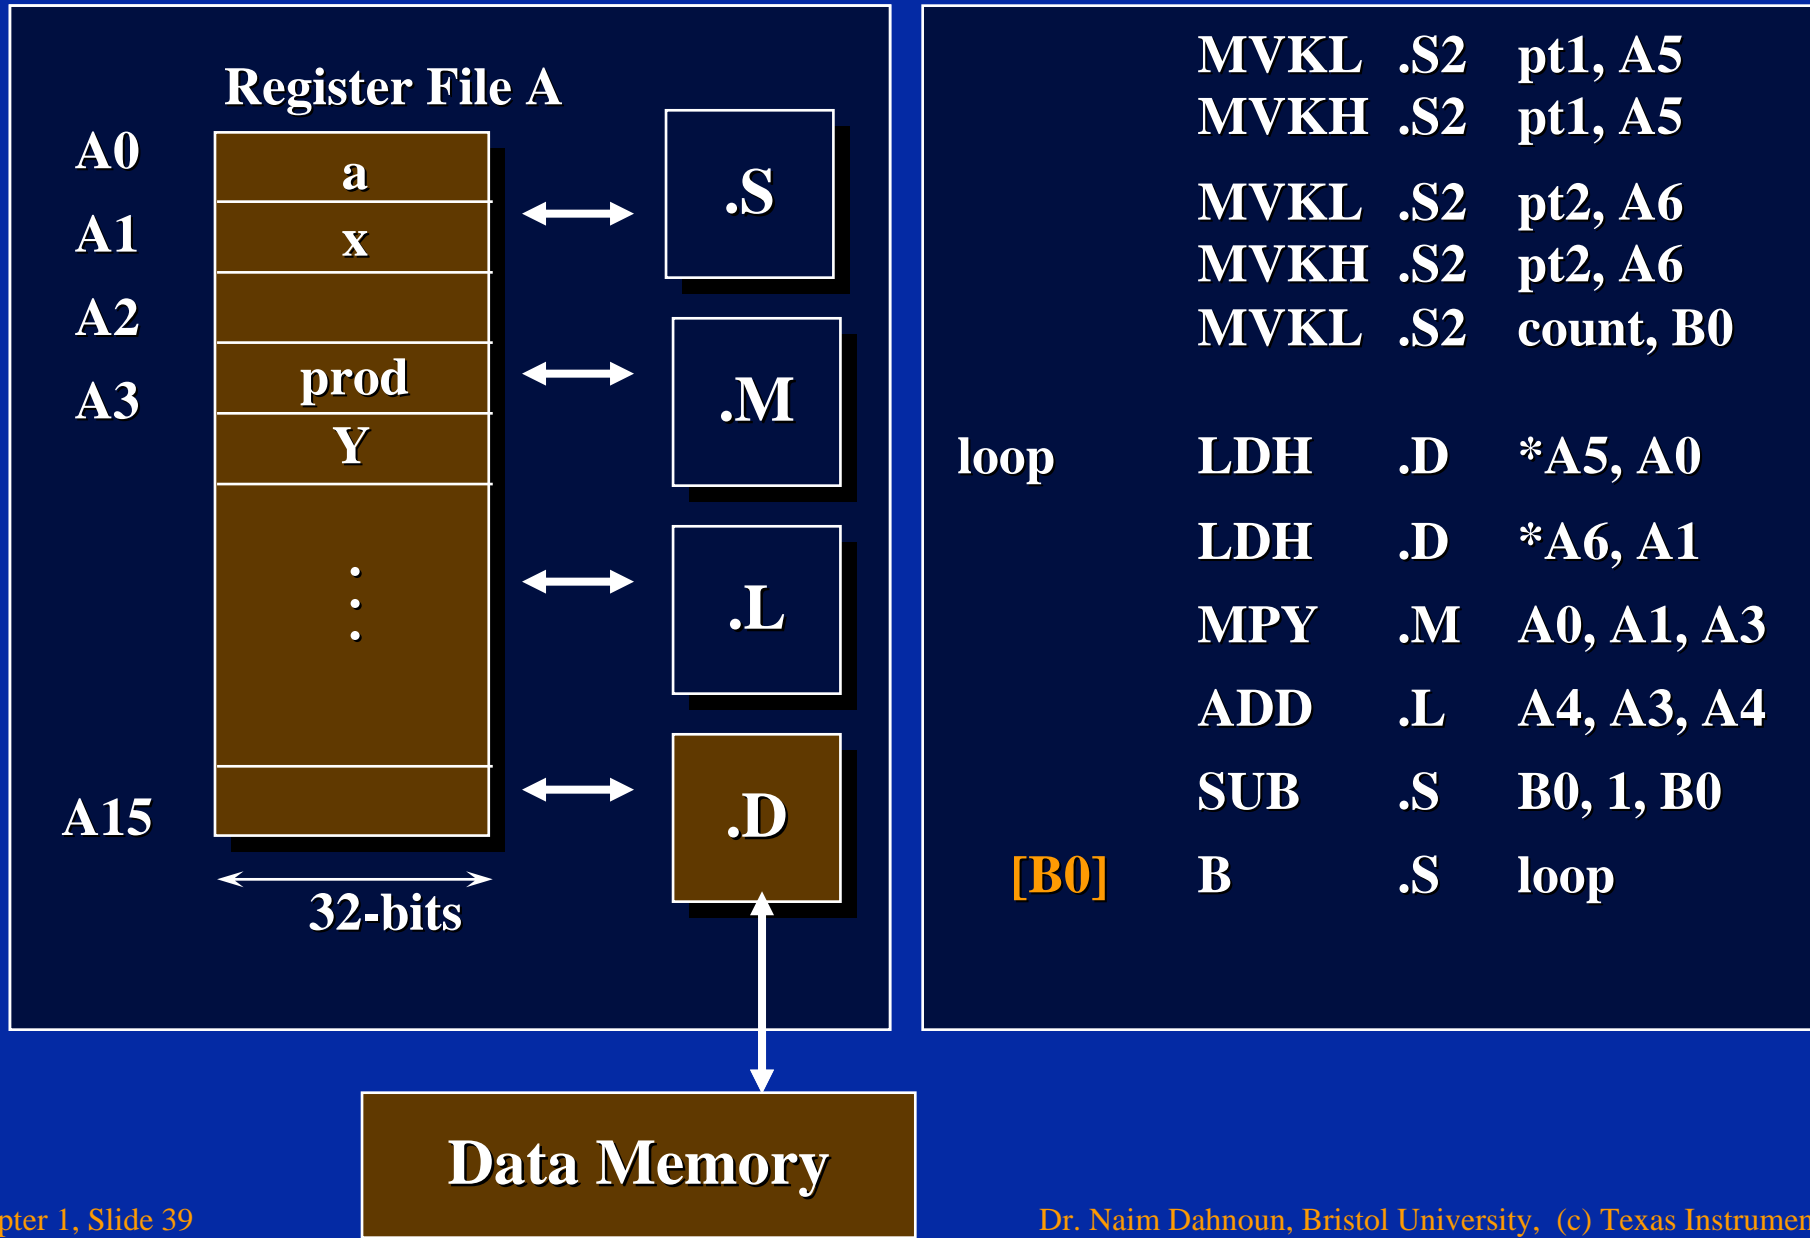 Register File A
A0
a
A1
x
A2
A3
prod
Y
.
.
.
A15
32-bits
.S
.M
.L
.D
Data Memory
MVKL .S2 pt1, A5
MVKH .S2 pt1, A5
MVKL .S2 pt2, A6
MVKH .S2 pt2, A6
MVKL .S2 count, B0
loop LDH .D *A5, A0
LDH .D *A6, A1
MPY .M A0, A1, A3
ADD .L A4, A3, A4
SUB .S B0, 1, B0
[B0] B .S loop
pter 1, Slide 39
Dr. Naim Dahnoun, Bristol University, (c) Texas Instrumen